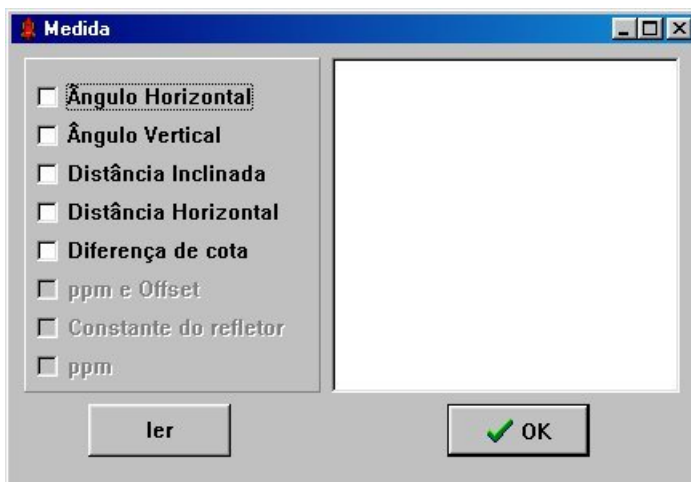 Medida
Ângulo Horizontal
Ângulo Vertical
Distância Inclinada
Distância Horizontal
Diferença de cota
ppm e Offset
Constante do refletor
ppm
ler
OK